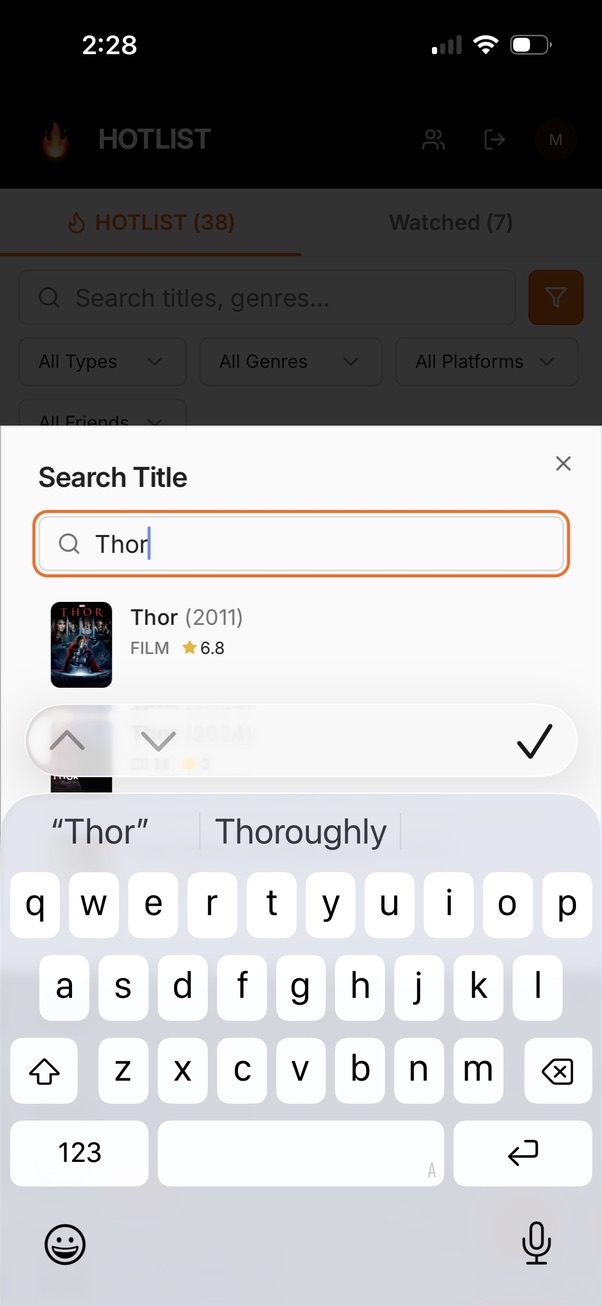 2:28
HOTLIST
M
HOTLIST (38)
Watched (7)
Search titles, genres...
All Types
All Genres
All Platforms
All Friends
Search Title
Thor
THOR
Thor (2011)
FILM 6.8
“Thor”
Thoroughly
q w e r t y u i o p
a s d f g h j k l
z x c v b n m
123
A